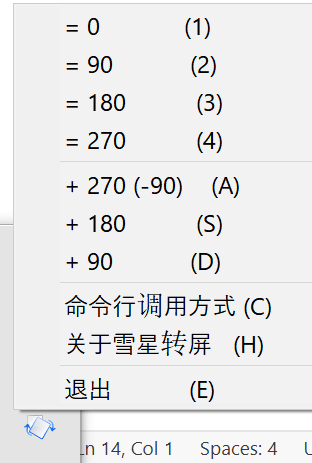 = 0 (1)
= 90 (2)
= 180 (3)
= 270 (4)
+ 270 (-90) (A)
+ 180 (S)
+ 90 (D)
命令行调用方式 (C)
关于雪星转屏 (H)
退出 (E)
Ln 14, Col 1 Spaces: 4